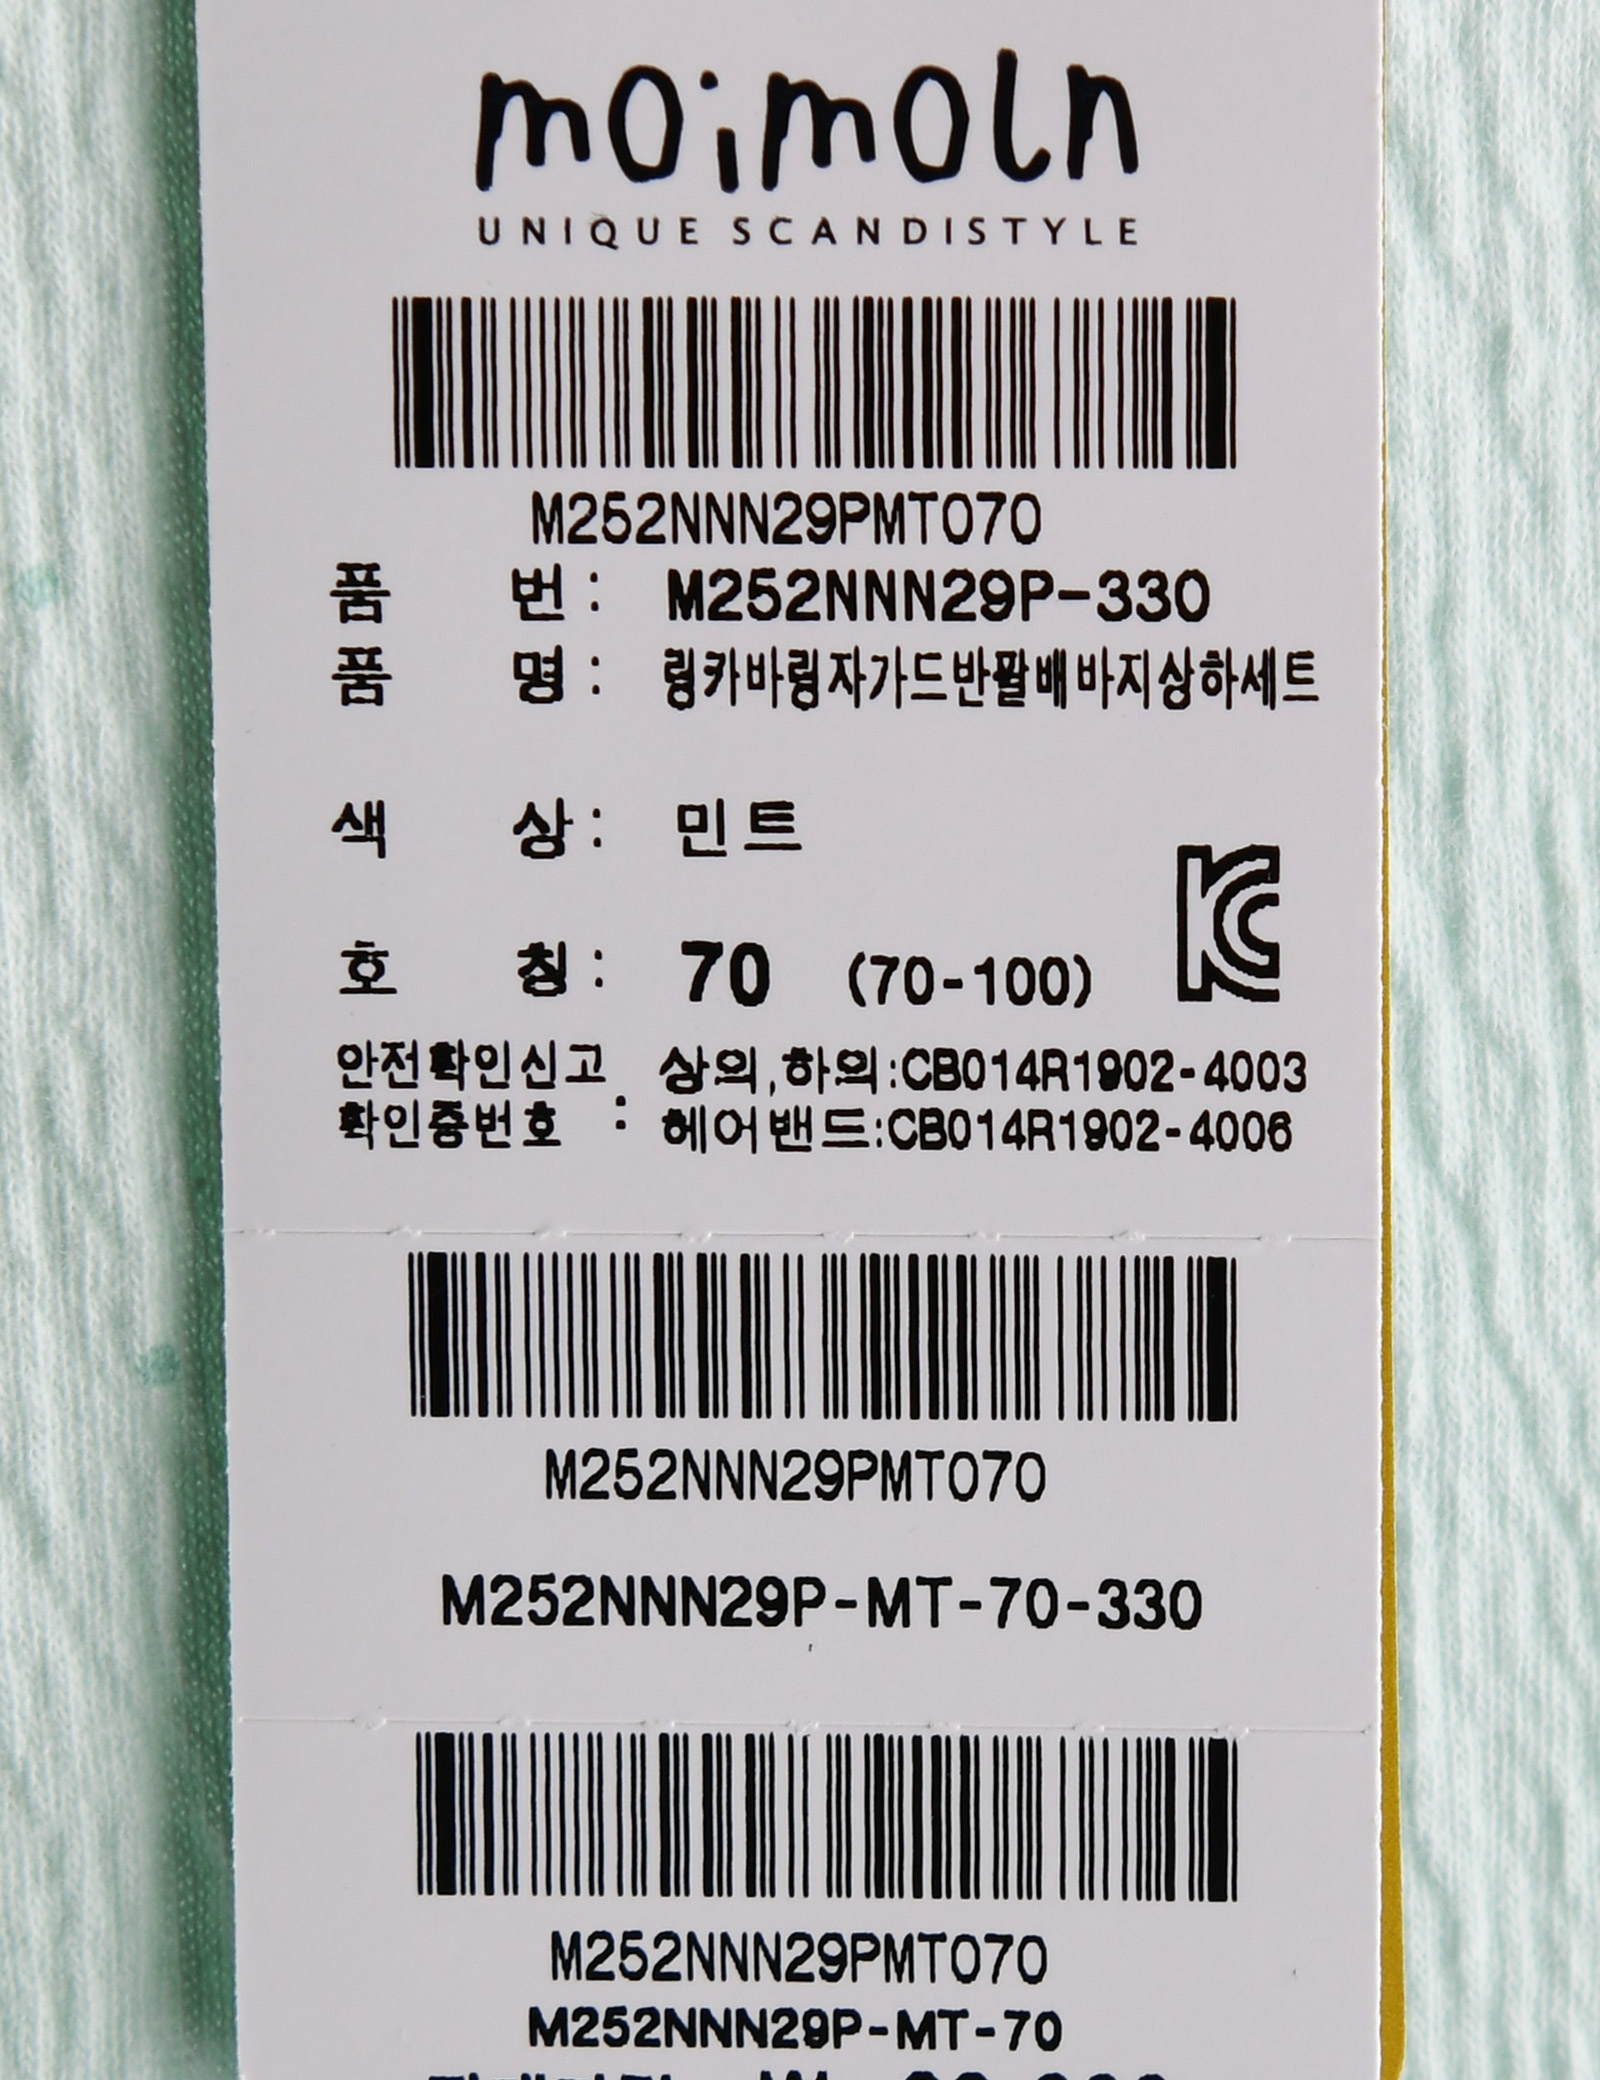 moimoln
UNIQUE SCANDISTYLE
M252NNN29PMT070
품 번 : M252NNN29P-330
품 명 : 링카바링자가드반팔배바지상하세트
색 상 : 민트
호 칭 : 70 (70-100)
안전확인신고 상의,하의:CB014R1902-4003
확인증번호 : 헤어밴드:CB014R1902-4006
M252NNN29PMT070
M252NNN29P-MT-70-330
M252NNN29PMT070
M252NNN29P-MT-70